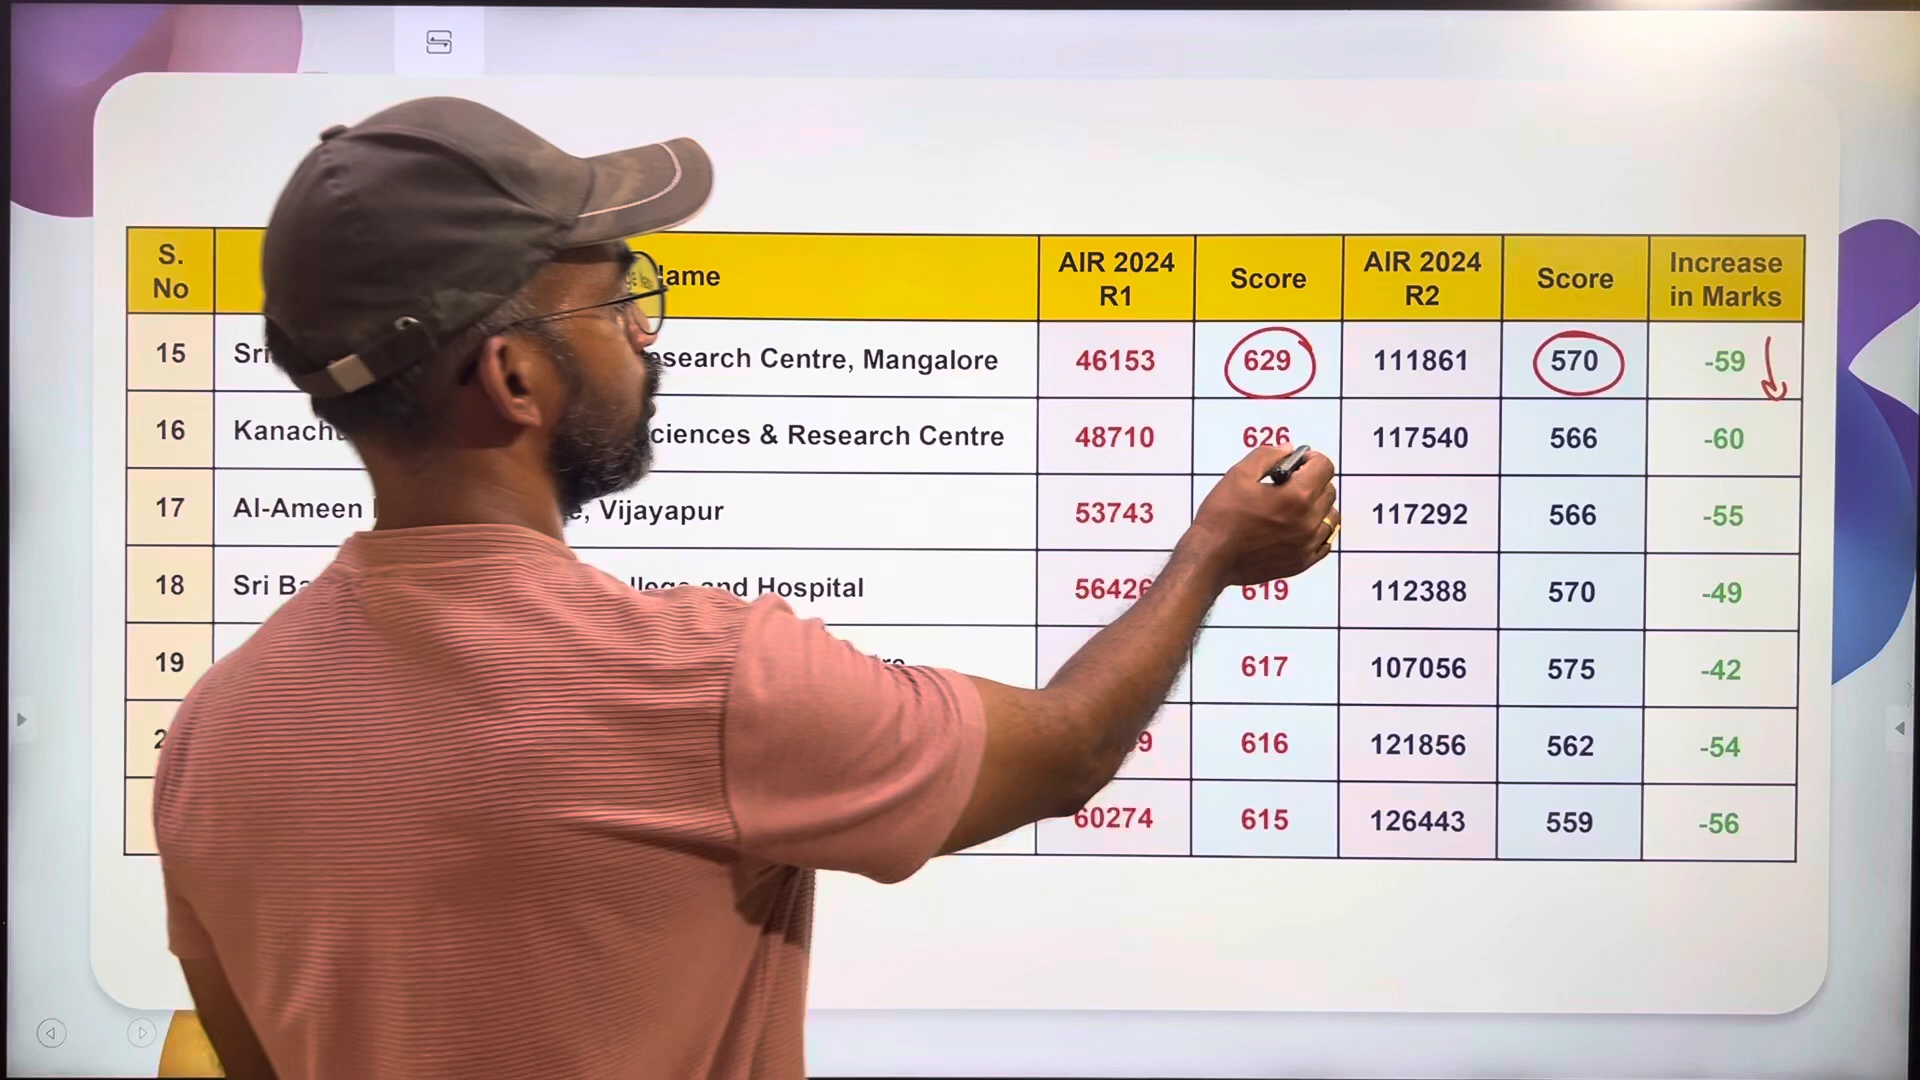 S. No ame AIR 2024 R1 Score AIR 2024 R2 Score Increase in Marks
15 Sri esearch Centre, Mangalore 46153 629 111861 570 -59
16 Kanachu ciences & Research Centre 48710 626 117540 566 -60
17 Al-Ameen e, Vijayapur 53743 117292 566 -55
18 Sri Ba llege and Hospital 56426 619 112388 570 -49
19 617 107056 575 -42
2 9 616 121856 562 -54
60274 615 126443 559 -56